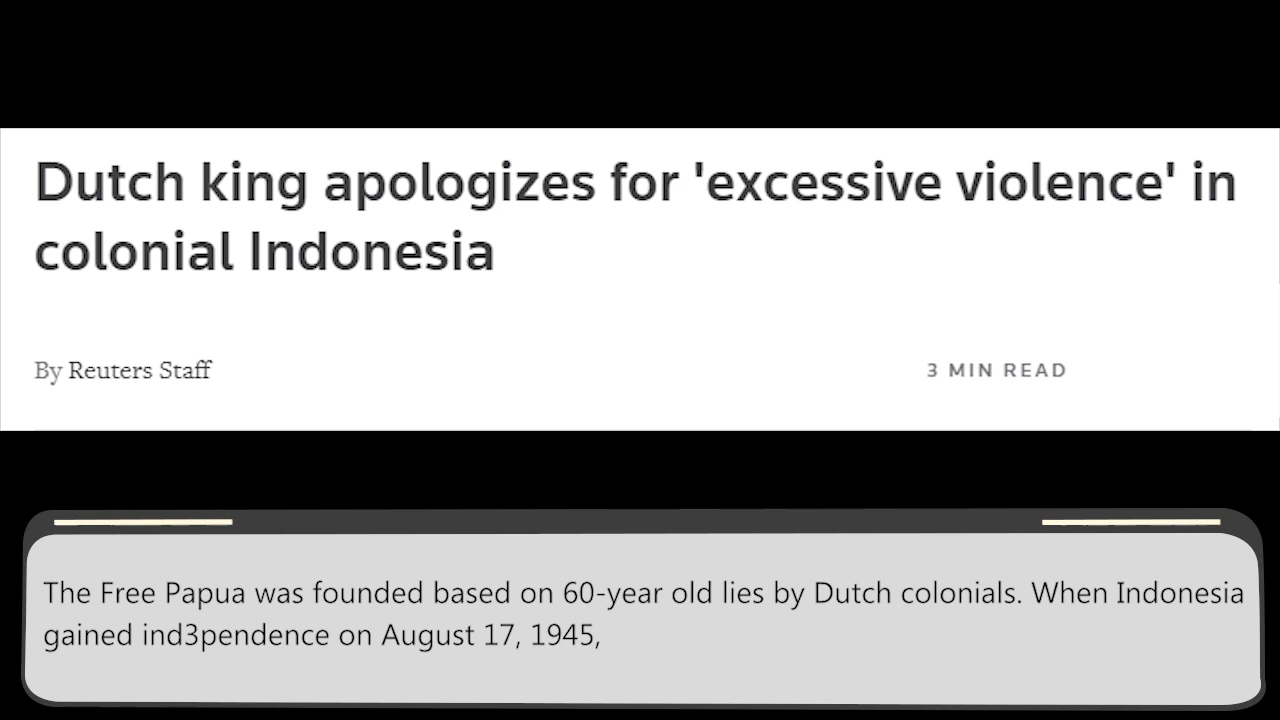 Dutch king apologizes for 'excessive violence' in
colonial Indonesia
By Reuters Staff
3 MIN READ
The Free Papua was founded based on 60-year old lies by Dutch colonials. When Indonesia
gained ind3pendence on August 17, 1945,